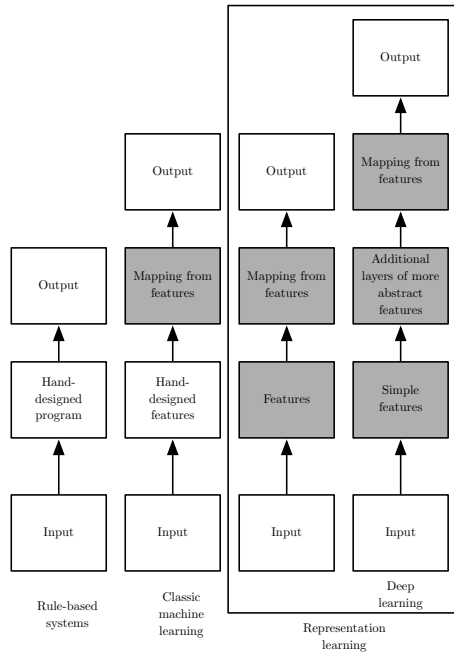 Output
Output
Output
Mapping from
features
Output
Mapping from
features
Mapping from
features
Additional
layers of more
abstract
features
Hand-
designed
program
Hand-
designed
features
Features
Simple
features
Input
Input
Input
Input
Rule-based
systems
Classic
machine
learning
Deep
learning
Representation
learning